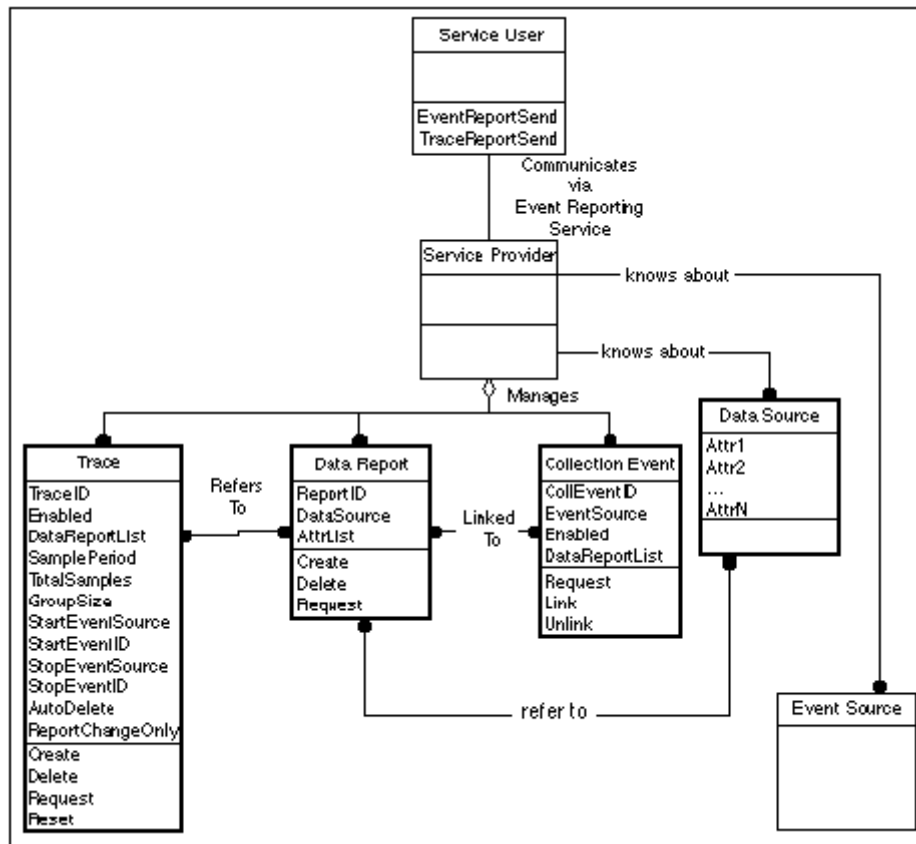 Service User
EventReportSend
TraceReportSend
Communicates
via
Event Reporting
Service
Service Provider
knows about
knows about
Manages
Data Source
Attr1
Attr2
...
AttrN
Trace
TraceID
Enabled
DataReportList
SamplePeriod
TotalSamples
GroupSize
StartEventSource
StartEventID
StopEventSource
StopEventID
AutoDelete
ReportChangeOnly
Create
Delete
Request
Reset
Refers
To
Data Report
ReportID
DataSource
AttrList
Create
Delete
Request
Linked
To
Collection Event
CollEventID
EventSource
Enabled
DataReportList
Request
Link
Unlink
refer to
Event Source